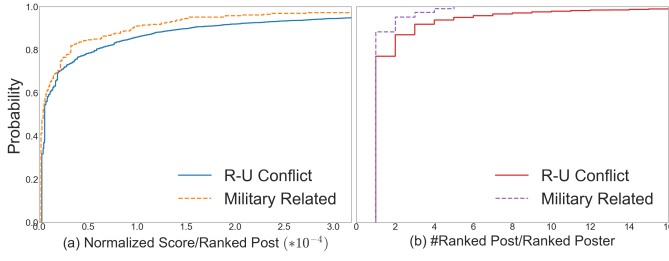 Probability
1.0
0.8
0.6
0.4
0.2
0.0
0.0 0.5 1.0 1.5 2.0 2.5 3.0
R-U Conflict
Military Related
(a) Normalized Score/Ranked Post (*10⁻⁴)
2 4 6 8 10 12 14 16
R-U Conflict
Military Related
(b) #Ranked Post/Ranked Poster